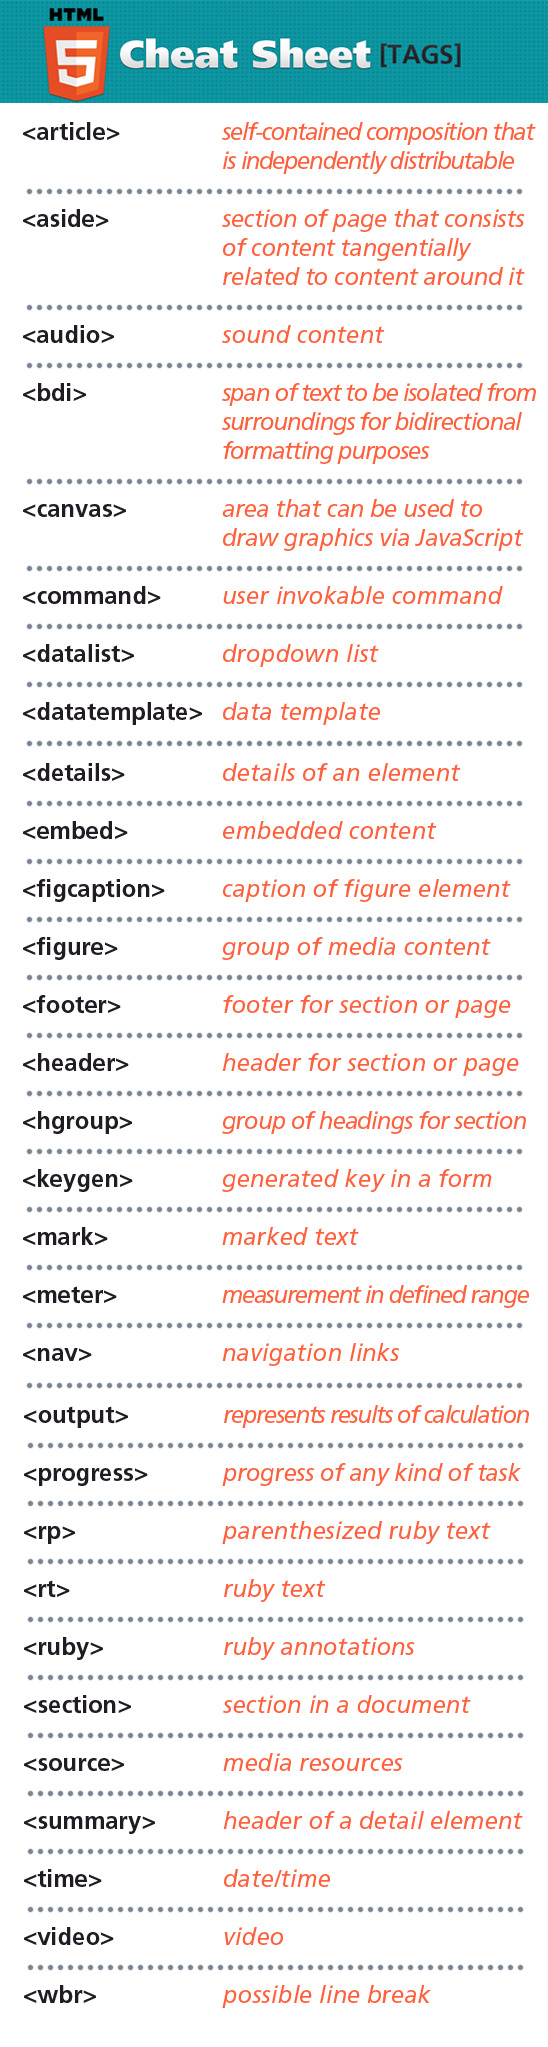 HTML
5
Cheat Sheet [TAGS]
<article> self-contained composition that
is independently distributable
<aside> section of page that consists
of content tangentially
related to content around it
<audio> sound content
<bdi> span of text to be isolated from
surroundings for bidirectional
formatting purposes
<canvas> area that can be used to
draw graphics via JavaScript
<command> user invokable command
<datalist> dropdown list
<datatemplate> data template
<details> details of an element
<embed> embedded content
<figcaption> caption of figure element
<figure> group of media content
<footer> footer for section or page
<header> header for section or page
<hgroup> group of headings for section
<keygen> generated key in a form
<mark> marked text
<meter> measurement in defined range
<nav> navigation links
<output> represents results of calculation
<progress> progress of any kind of task
<rp> parenthesized ruby text
<rt> ruby text
<ruby> ruby annotations
<section> section in a document
<source> media resources
<summary> header of a detail element
<time> date/time
<video> video
<wbr> possible line break